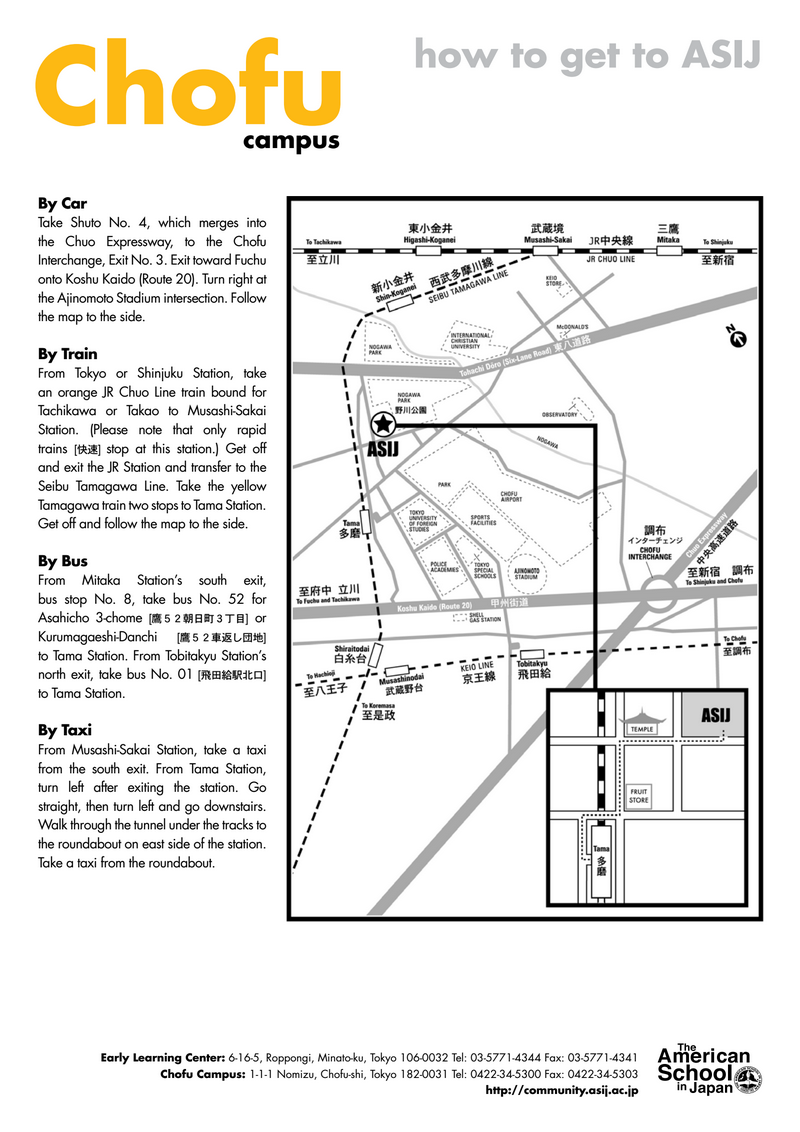 Chofu
campus
how to get to ASIJ
By Car
Take Shuto No. 4, which merges into
the Chuo Expressway, to the Chofu
Interchange, Exit No. 3. Exit toward Fuchu
onto Koshu Kaido (Route 20). Turn right at
the Ajinomoto Stadium intersection. Follow
the map to the side.
By Train
From Tokyo or Shinjuku Station, take
an orange JR Chuo Line train bound for
Tachikawa or Takao to Musashi-Sakai
Station. (Please note that only rapid
trains [快速] stop at this station.) Get off
and exit the JR Station and transfer to the
Seibu Tamagawa Line. Take the yellow
Tamagawa train two stops to Tama Station.
Get off and follow the map to the side.
By Bus
From Mitaka Station's south exit,
bus stop No. 8, take bus No. 52 for
Asahicho 3-chome [鷹５２朝日町３丁目] or
Kurumagaeshi-Danchi [鷹５２車返し団地]
to Tama Station. From Tobitakyu Station's
north exit, take bus No. 01 [飛田給駅北口]
to Tama Station.
By Taxi
From Musashi-Sakai Station, take a taxi
from the south exit. From Tama Station,
turn left after exiting the station. Go
straight, then turn left and go downstairs.
Walk through the tunnel under the tracks to
the roundabout on east side of the station.
Take a taxi from the roundabout.
To Tachikawa
至立川
東小金井
Higashi-Koganei
武蔵境
Musashi-Sakai
JR中央線
JR CHUO LINE
三鷹
Mitaka
To Shinjuku
至新宿
新小金井
Shin-Koganei
西武多摩川線
SEIBU TAMAGAWA LINE
KEIO
STORE
McDONALD'S
N
INTERNATIONAL
CHRISTIAN
UNIVERSITY
NOGAWA
PARK
Tohachi Doro (Six-Lane Road) 東八道路
NOGAWA
PARK
野川公園
ASIJ
OBSERVATORY
NOGAWA
PARK
CHOFU
AIRPORT
TOKYO
UNIVERSITY
OF FOREIGN
STUDIES
SPORTS
FACILITIES
Tama
多磨
POLICE
ACADEMIES
TOKYO
SPECIAL
SCHOOLS
AJINOMOTO
STADIUM
調布
インターチェンジ
CHOFU
INTERCHANGE
Chuo Expressway
中央高速道路
至新宿 調布
To Shinjuku and Chofu
至府中 立川
To Fuchu and Tachikawa
Koshu Kaido (Route 20) 甲州街道
SHELL
GAS STATION
Shiraitodai
白糸台
To Hachioji
至八王子
Musashinodai
武蔵野台
KEIO LINE
京王線
Tobitakyu
飛田給
To Chofu
至調布
To Koremasa
至是政
TEMPLE
ASIJ
FRUIT
STORE
Tama
多磨
Early Learning Center: 6-16-5, Roppongi, Minato-ku, Tokyo 106-0032 Tel: 03-5771-4344 Fax: 03-5771-4341
Chofu Campus: 1-1-1 Nomizu, Chofu-shi, Tokyo 182-0031 Tel: 0422-34-5300 Fax: 0422-34-5303
http://community.asij.ac.jp
The
American
School
in Japan